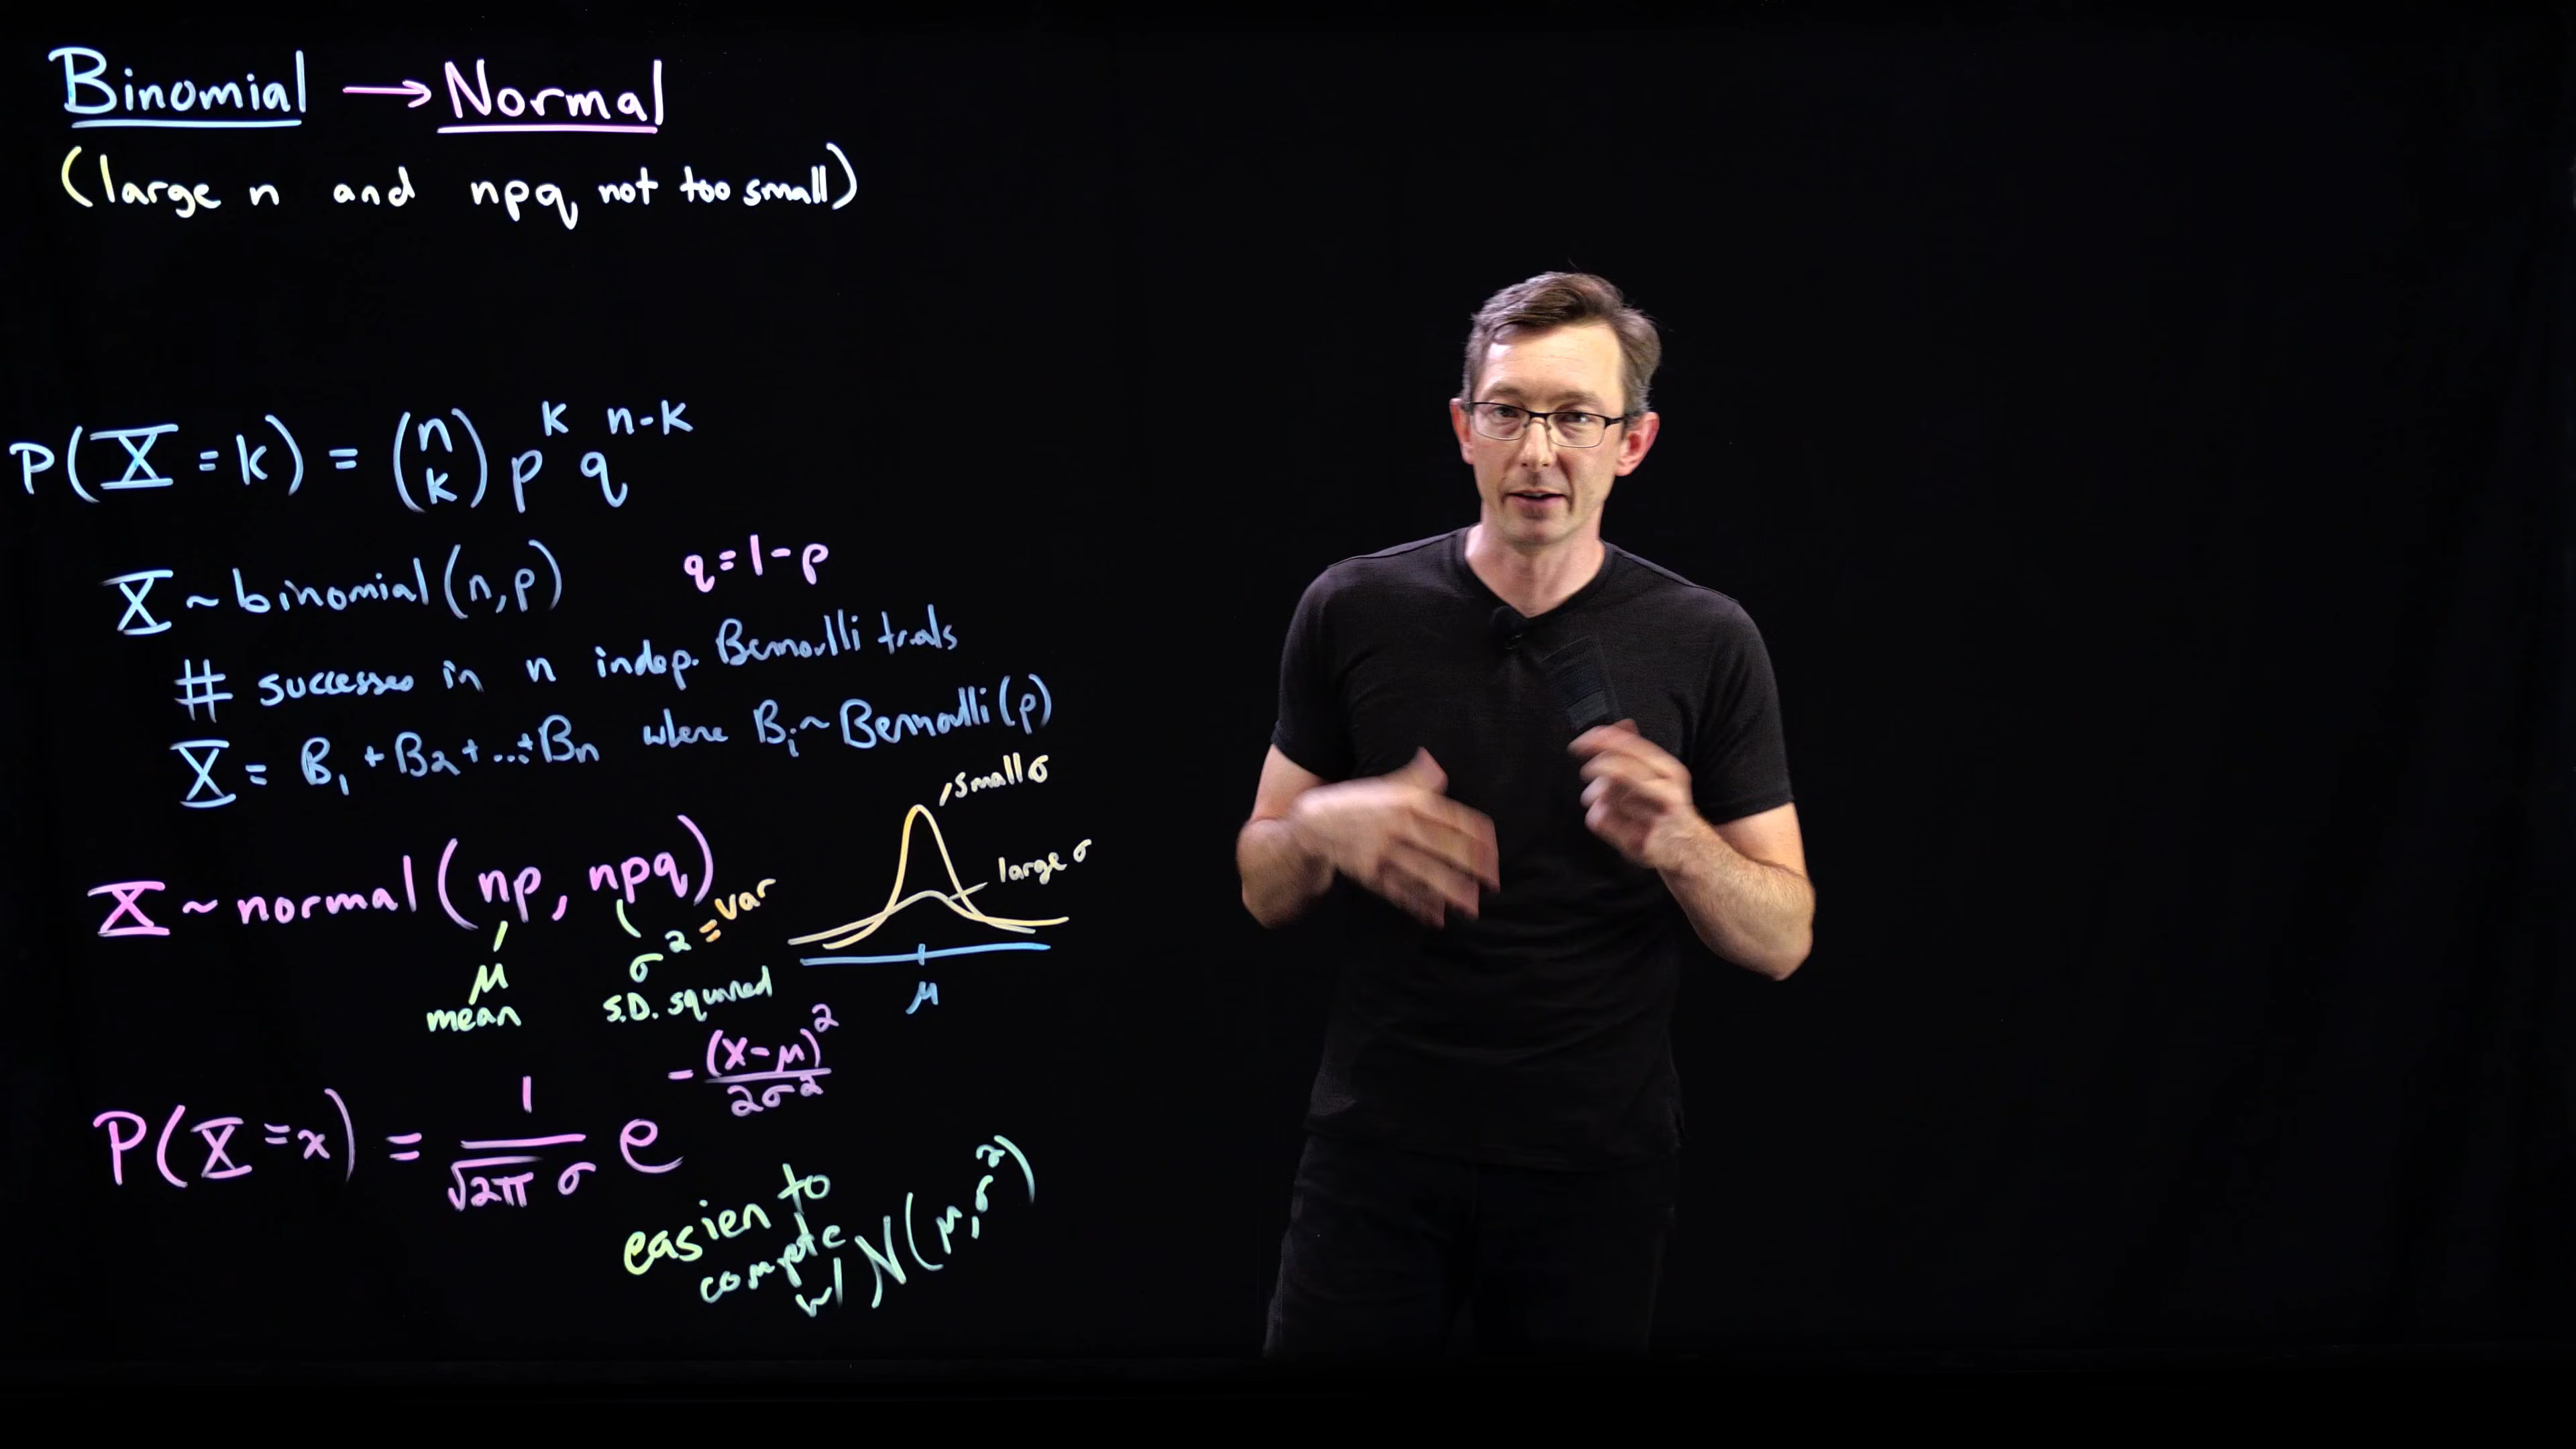 Binomial → Normal
(large n and npq not too small)
P(X = k) = (n k) p^k q^(n-k)
X ~ binomial(n, p)
q = 1 - p
# successes in n indep. Bernoulli trials
X = B₁ + B₂ + ... + Bn where Bᵢ ~ Bernoulli(p)
small σ
large σ
μ
X ~ normal(np, npq)
μ
mean
σ² = var
S.D. squared
P(X = x) = 1/(√2π σ) e^(-(x-μ)²/2σ²)
easier to
compute
w/ N(μ, σ²)